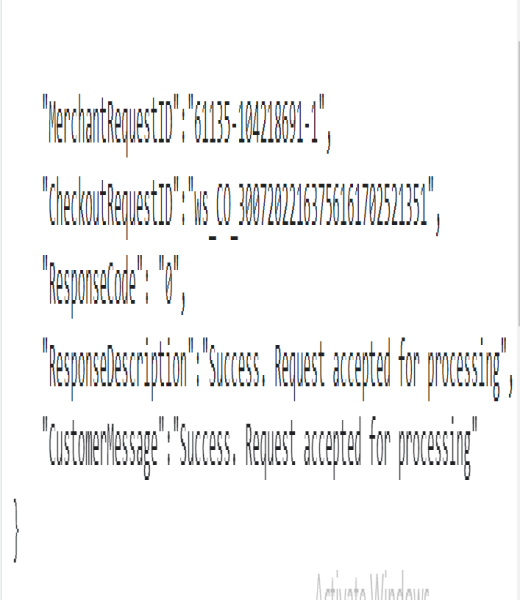 "MerchantRequestID":"61135-104218691-1",
"CheckoutRequestID":"ws_CO_30072022163756161702521351",
"ResponseCode": "0",
"ResponseDescription":"Success. Request accepted for processing",
"CustomerMessage":"Success. Request accepted for processing"
}
Activate Windows